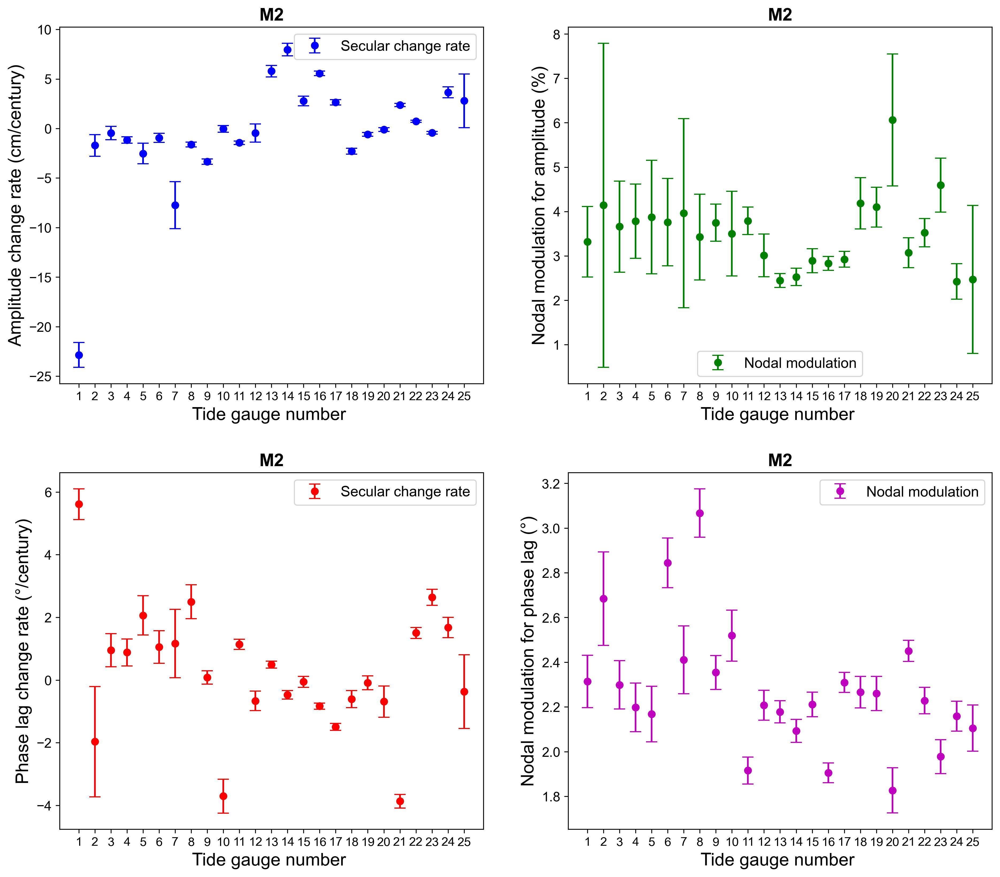 M2
Amplitude change rate (cm/century)
10
5
0
−5
−10
−15
−20
−25
Secular change rate
1 2 3 4 5 6 7 8 9 10 11 12 13 14 15 16 17 18 19 20 21 22 23 24 25
Tide gauge number
M2
Nodal modulation for amplitude (%)
8
7
6
5
4
3
2
1
Nodal modulation
1 2 3 4 5 6 7 8 9 10 11 12 13 14 15 16 17 18 19 20 21 22 23 24 25
Tide gauge number
M2
Phase lag change rate (°/century)
6
4
2
0
−2
−4
Secular change rate
1 2 3 4 5 6 7 8 9 10 11 12 13 14 15 16 17 18 19 20 21 22 23 24 25
Tide gauge number
M2
Nodal modulation for phase lag (°)
3.2
3.0
2.8
2.6
2.4
2.2
2.0
1.8
Nodal modulation
1 2 3 4 5 6 7 8 9 10 11 12 13 14 15 16 17 18 19 20 21 22 23 24 25
Tide gauge number